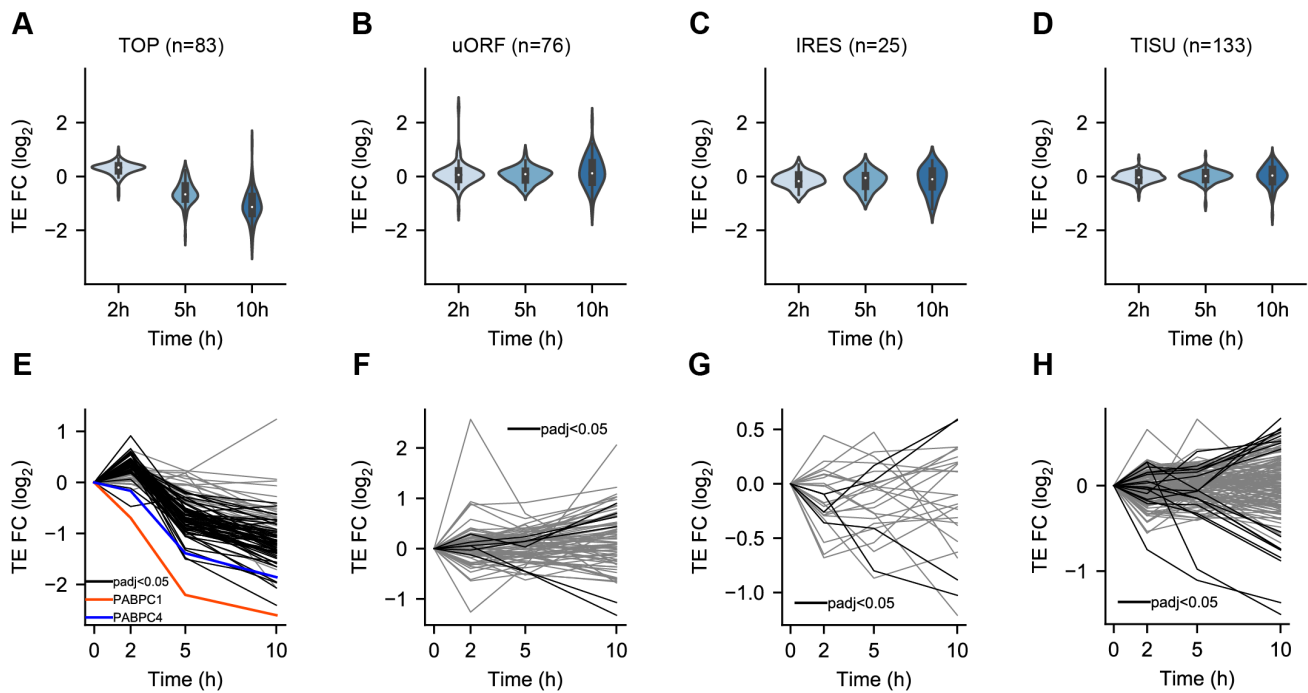 A
TOP (n=83)
TE FC (log2)
2
0
−2
2h
5h
10h
Time (h)
B
uORF (n=76)
TE FC (log2)
2
0
−2
2h
5h
10h
Time (h)
C
IRES (n=25)
TE FC (log2)
2
0
−2
2h
5h
10h
Time (h)
D
TISU (n=133)
TE FC (log2)
2
0
−2
2h
5h
10h
Time (h)
E
TE FC (log2)
1
0
−1
−2
padj<0.05
PABPC1
PABPC4
0
2
5
10
Time (h)
F
TE FC (log2)
2
1
0
−1
padj<0.05
0
2
5
10
Time (h)
G
TE FC (log2)
0.5
0.0
−0.5
−1.0
padj<0.05
0
2
5
10
Time (h)
H
TE FC (log2)
0
−1
padj<0.05
0
2
5
10
Time (h)